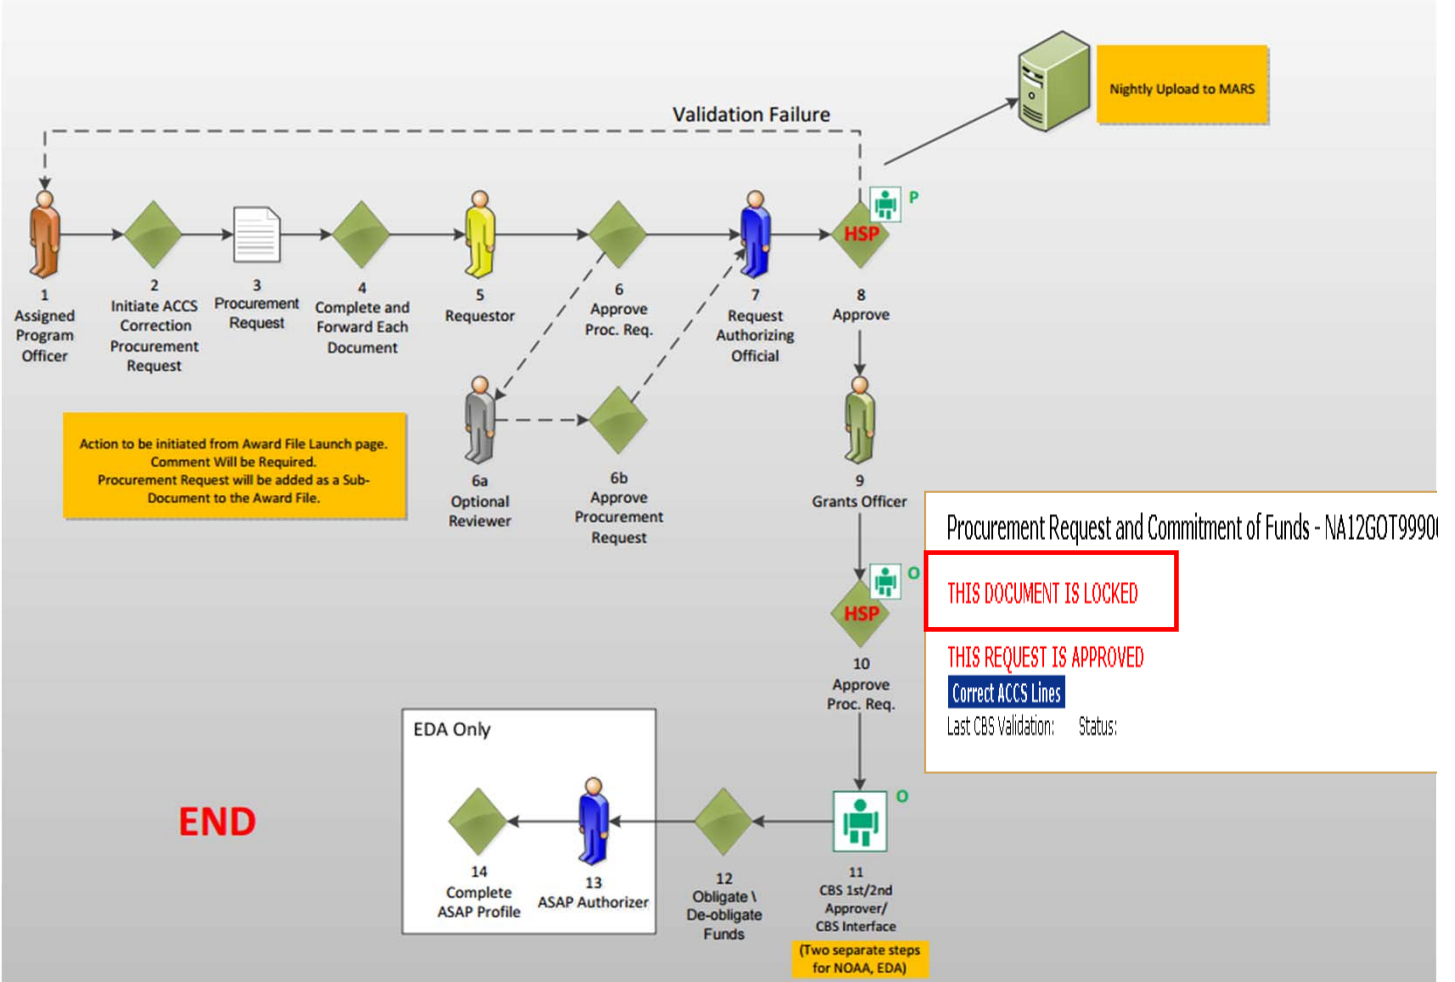 Nightly Upload to MARS
Validation Failure
P
HSP
1
Assigned
Program
Officer
2
Initiate ACCS
Correction
Procurement
Request
3
Procurement
Request
4
Complete and
Forward Each
Document
5
Requestor
6
Approve
Proc. Req.
7
Request
Authorizing
Official
8
Approve
Action to be initiated from Award File Launch page.
Comment Will be Required.
Procurement Request will be added as a Sub-
Document to the Award File.
6a
Optional
Reviewer
6b
Approve
Procurement
Request
9
Grants Officer
Procurement Request and Commitment of Funds - NA12GOT9990
THIS DOCUMENT IS LOCKED
THIS REQUEST IS APPROVED
Correct ACCS Lines
Last CBS Validation: Status:
O
HSP
10
Approve
Proc. Req.
EDA Only
END
O
14
Complete
ASAP Profile
13
ASAP Authorizer
12
Obligate \
De-obligate
Funds
11
CBS 1st/2nd
Approver/
CBS Interface
(Two separate steps
for NOAA, EDA)